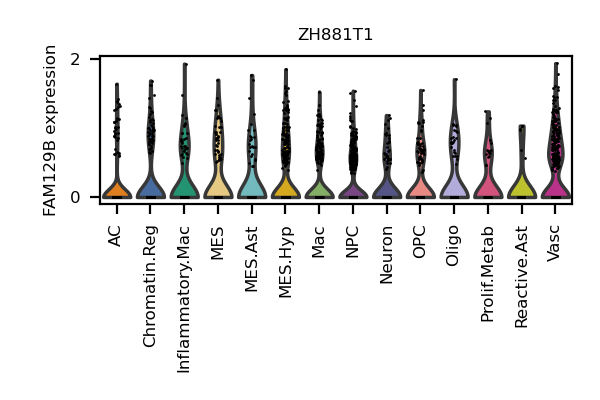 ZH881T1
FAM129B expression
2
0
AC
Chromatin.Reg
Inflammatory.Mac
MES
MES.Ast
MES.Hyp
Mac
NPC
Neuron
OPC
Oligo
Prolif.Metab
Reactive.Ast
Vasc